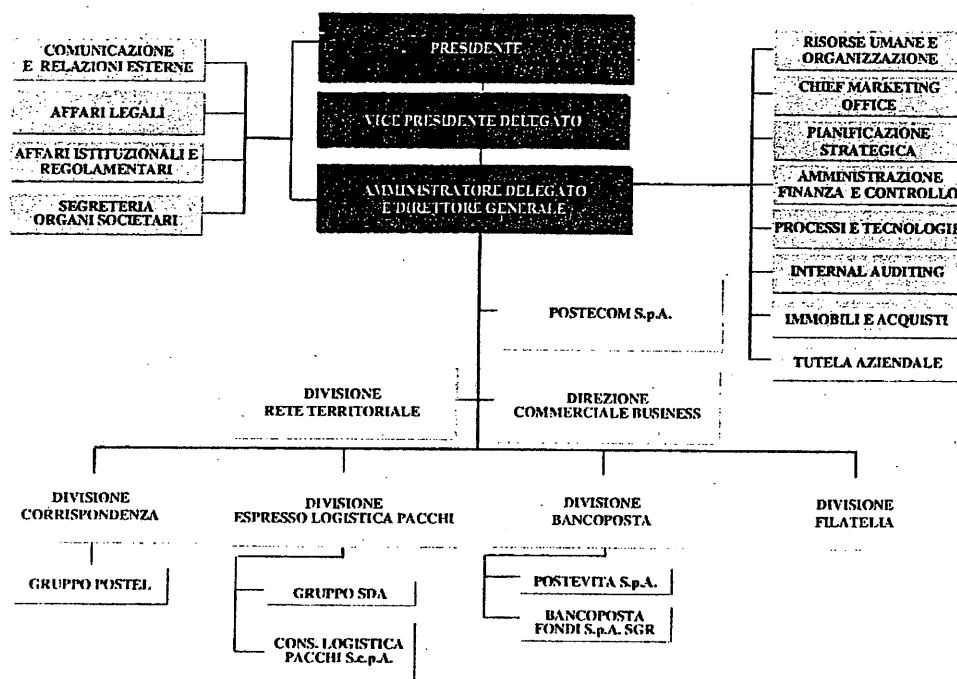 COMUNICAZIONE
E RELAZIONI ESTERNE
AFFARI LEGALI
AFFARI ISTITUZIONALI E
REGOLAMENTARI
SEGRETERIA
ORGANI SOCIETARI
PRESIDENTE
VICE PRESIDENTE DELEGATO
AMMINISTRATORE DELEGATO
E DIRETTORE GENERALE
RISORSE UMANE E
ORGANIZZAZIONE
CHIEF MARKETING
OFFICE
PIANIFICAZIONE
STRATEGICA
AMMINISTRAZIONE
FINANZA E CONTROLLO
PROCESSI E TECNOLOGIE
INTERNAL AUDITING
IMMOBILI E ACQUISTI
TUTELA AZIENDALE
POSTECOM S.p.A.
DIVISIONE
RETE TERRITORIALE
DIREZIONE
COMMERCIALE BUSINESS
DIVISIONE
CORRISPONDENZA
GRUPPO POSTEL
DIVISIONE
ESPRESSO LOGISTICA PACCHI
GRUPPO SDA
CONS. LOGISTICA
PACCHI S.c.p.A.
DIVISIONE
BANCOPOSTA
POSTEVITA S.p.A.
BANCOPOSTA
FONDI S.p.A. SGR
DIVISIONE
FILATELIA